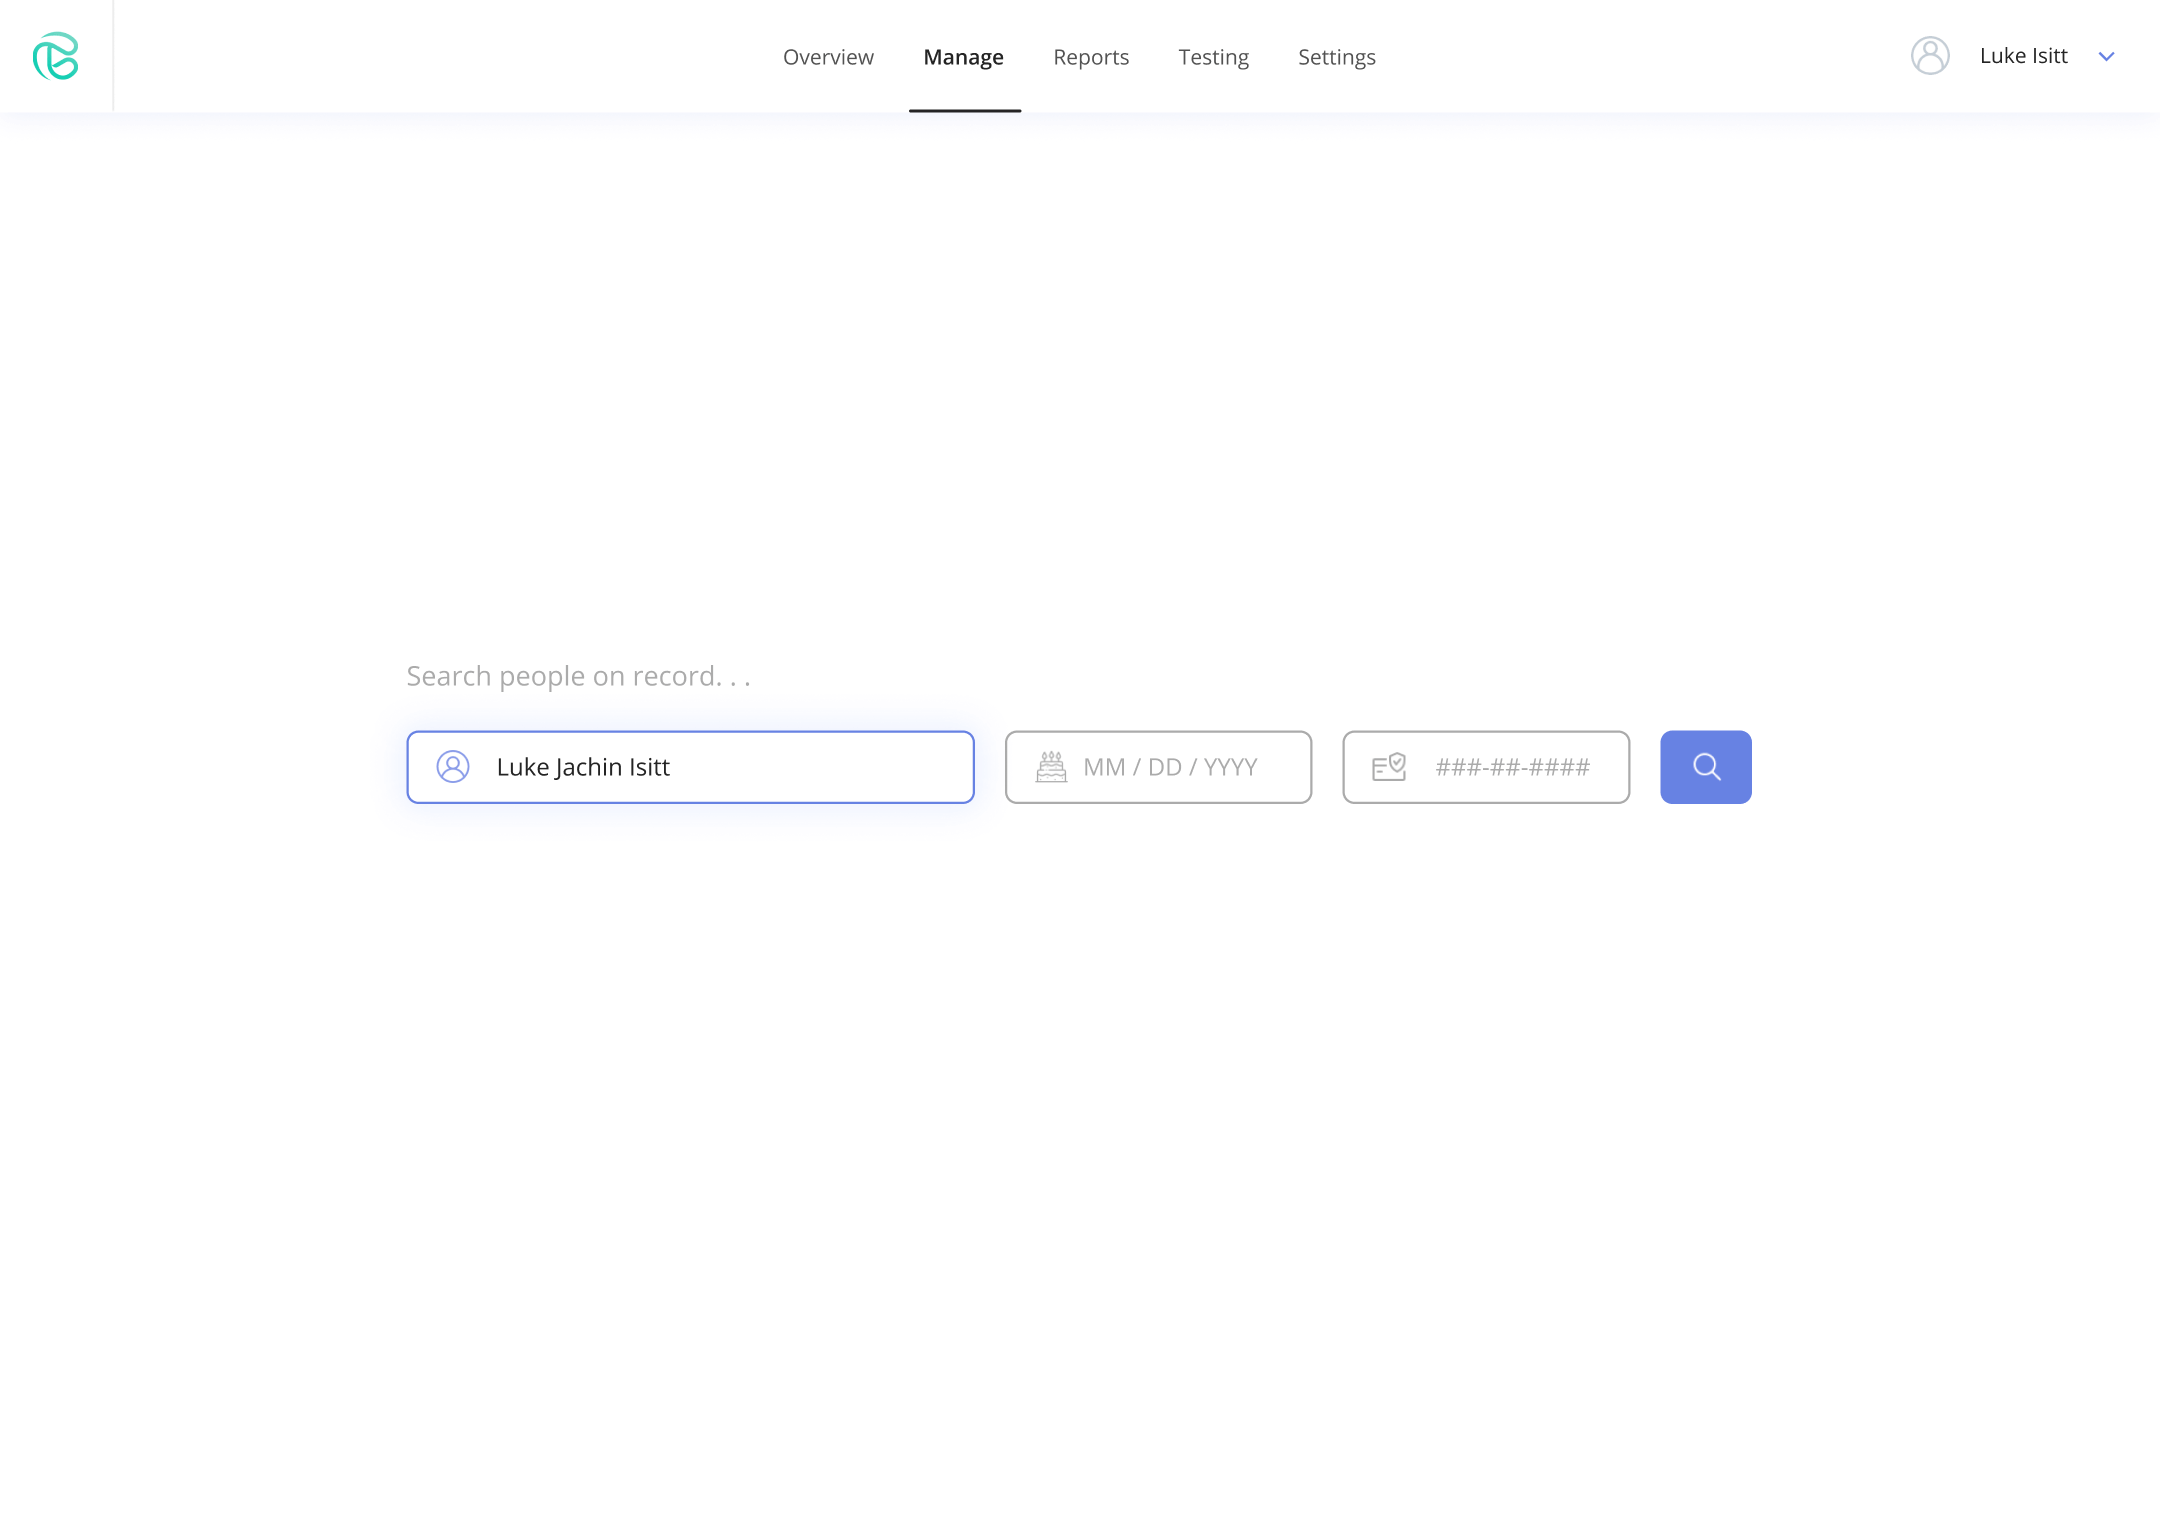 Overview Manage Reports Testing Settings Luke Isitt
Search people on record. . .
Luke Jachin Isitt MM / DD / YYYY ###-##-####